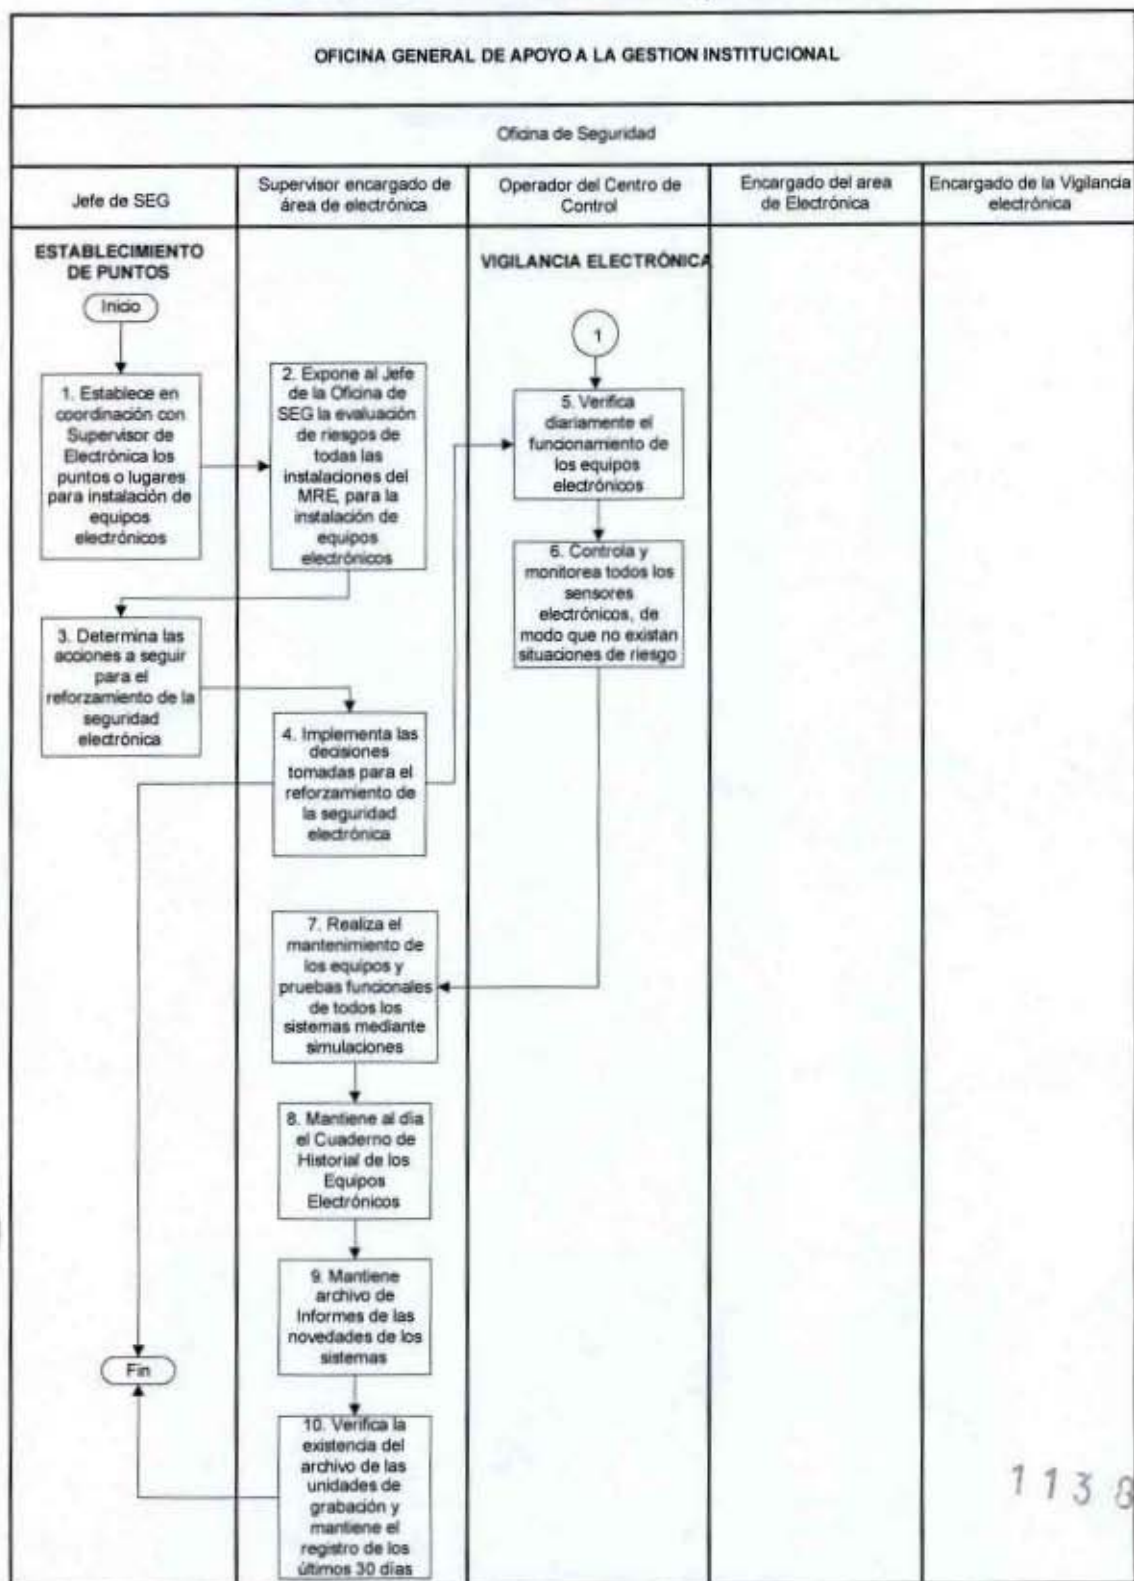 OFICINA GENERAL DE APOYO A LA GESTION INSTITUCIONAL
Oficina de Seguridad
Jefe de SEG
Supervisor encargado de
área de electrónica
Operador del Centro de
Control
Encargado del area
de Electrónica
Encargado de la Vigilancia
electrónica
ESTABLECIMIENTO
DE PUNTOS
Inicio
1. Establece en
coordinación con
Supervisor de
Electrónica los
puntos o lugares
para instalación de
equipos
electrónicos
2. Expone al Jefe
de la Oficina de
SEG la evaluación
de riesgos de
todas las
instalaciones del
MRE, para la
instalación de
equipos
electrónicos
3. Determina las
acciones a seguir
para el
reforzamiento de la
seguridad
electrónica
4. Implementa las
decisiones
tomadas para el
reforzamiento de
la seguridad
electrónica
VIGILANCIA ELECTRÓNICA
1
5. Verifica
diariamente el
funcionamiento de
los equipos
electrónicos
6. Controla y
monitorea todos los
sensores
electrónicos, de
modo que no existan
situaciones de riesgo
7. Realiza el
mantenimiento de
los equipos y
pruebas funcionales
de todos los
sistemas mediante
simulaciones
8. Mantiene al día
el Cuaderno de
Historial de los
Equipos
Electrónicos
9. Mantiene
archivo de
Informes de las
novedades de los
sistemas
10. Verifica la
existencia del
archivo de las
unidades de
grabación y
mantiene el
registro de los
últimos 30 días
Fin
1138